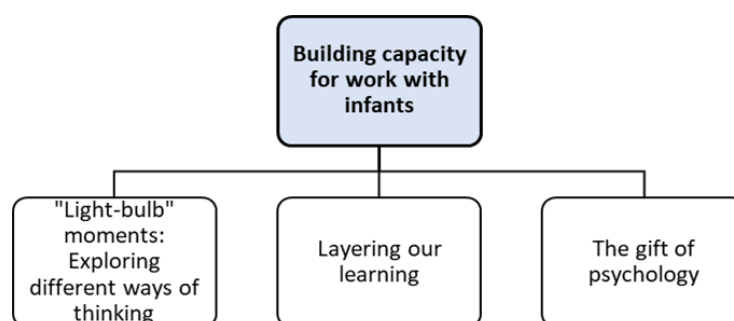 Building capacity
for work with
infants
"Light-bulb"
moments:
Exploring
different ways of
thinking
Layering our
learning
The gift of
psychology